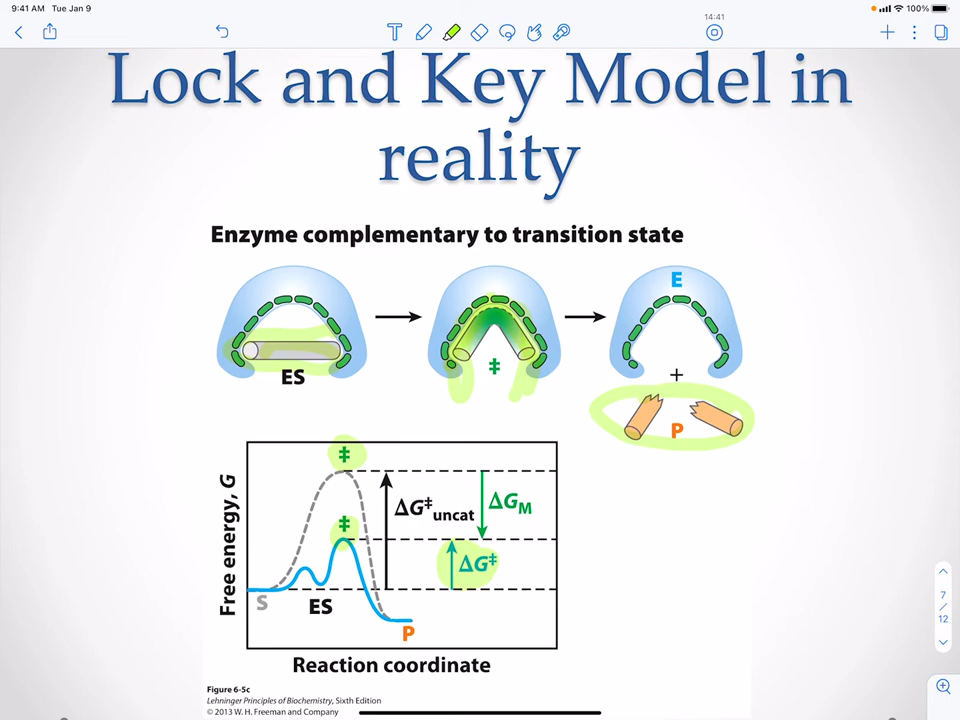 9:41 AM Tue Jan 9
100%
14:41
Lock and Key Model in
reality
Enzyme complementary to transition state
E
ES
‡
+
P
‡
ΔG‡uncat
ΔGM
‡
ΔG‡
Free energy, G
S
ES
P
Reaction coordinate
7
/
12
Figure 6-5c
Lehninger Principles of Biochemistry, Sixth Edition
© 2013 W. H. Freeman and Company